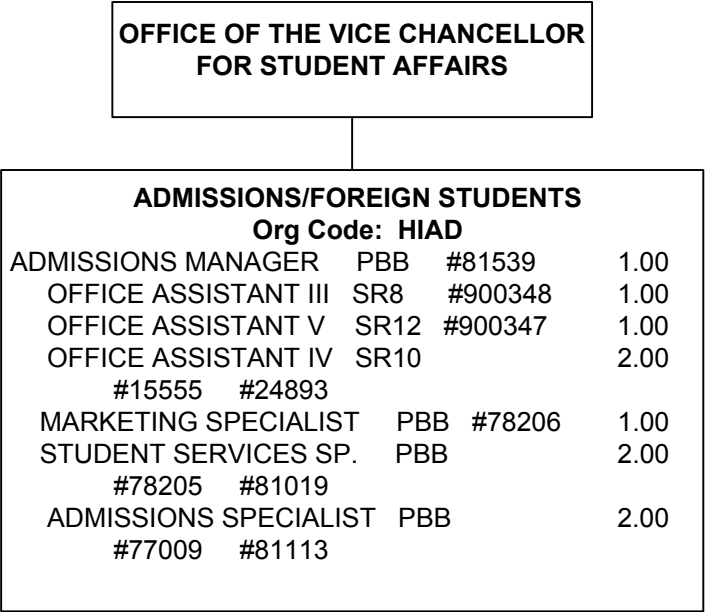 OFFICE OF THE VICE CHANCELLOR
FOR STUDENT AFFAIRS
ADMISSIONS/FOREIGN STUDENTS
Org Code: HIAD
ADMISSIONS MANAGER PBB #81539 1.00
OFFICE ASSISTANT III SR8 #900348 1.00
OFFICE ASSISTANT V SR12 #900347 1.00
OFFICE ASSISTANT IV SR10 2.00
#15555 #24893
MARKETING SPECIALIST PBB #78206 1.00
STUDENT SERVICES SP. PBB 2.00
#78205 #81019
ADMISSIONS SPECIALIST PBB 2.00
#77009 #81113